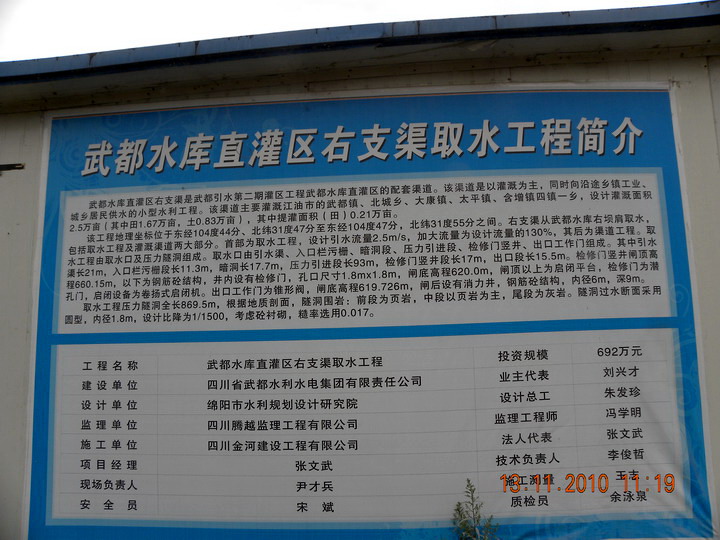 武都水库直灌区右支渠取水工程简介
武都水库直灌区右支渠是武都引水第二期灌区工程武都水库直灌区的配套渠道。该渠道是以灌溉为主，同时向沿途乡镇工业、
城乡居民供水的小型水利工程。该渠道主要灌溉江油市的武都镇、北城乡、大康镇、太平镇、含增镇四镇一乡，设计灌溉面积
2.5万亩（其中田1.67万亩，土0.83万亩），其中提灌面积（田）0.21万亩。
该工程地理坐标位于东经104度44分、北纬31度47分至东经104度47分，北纬31度55分之间。右支渠从武都水库右坝肩取水，
包括取水工程及灌溉渠道两大部分。首部为取水工程，设计引水流量2.5m/s，加大流量为设计流量的130%，其后为渠道工程。取
水工程由取水口及压力隧洞组成。取水口由引水渠、入口栏污栅、暗洞段、压力引进段、检修门竖井、出口工作门组成。其中引水
渠长21m，入口栏污栅段长11.3m，暗洞长17.7m，压力引进段长93m，检修门竖井段长17m，出口段长15.5m。检修门竖井闸顶高
程660.15m，以下为钢筋砼结构，井内设有检修门，孔口尺寸1.8mx1.8m，闸底高程620.0m，闸顶以上为启闭平台，检修门为潜
孔门，启闭设备为卷扬式启闭机。出口工作门为锥形阀，闸底高程619.726m，闸后设有消力井，钢筋砼结构，内径6m，深9m。
取水工程压力隧洞全长869.5m，根据地质剖面，隧洞围岩：前段为页岩，中段以页岩为主，尾段为灰岩。隧洞过水断面采用
圆型，内径1.8m，设计比降为1/1500，考虑砼衬砌，糙率选用0.017。
工程名称 武都水库直灌区右支渠取水工程 投资规模 692万元
建设单位 四川省武都水利水电集团有限责任公司 业主代表 刘兴才
设计单位 绵阳市水利规划设计研究院 设计总工 朱发珍
监理单位 四川腾越监理工程有限公司 监理工程师 冯学明
施工单位 四川金河建设工程有限公司 法人代表 张文武
项目经理 张文武 技术负责人 李俊哲
现场负责人 尹才兵 施工测量 王志
安全员 宋斌 质检员 余泳泉
13.11.2010 11:19